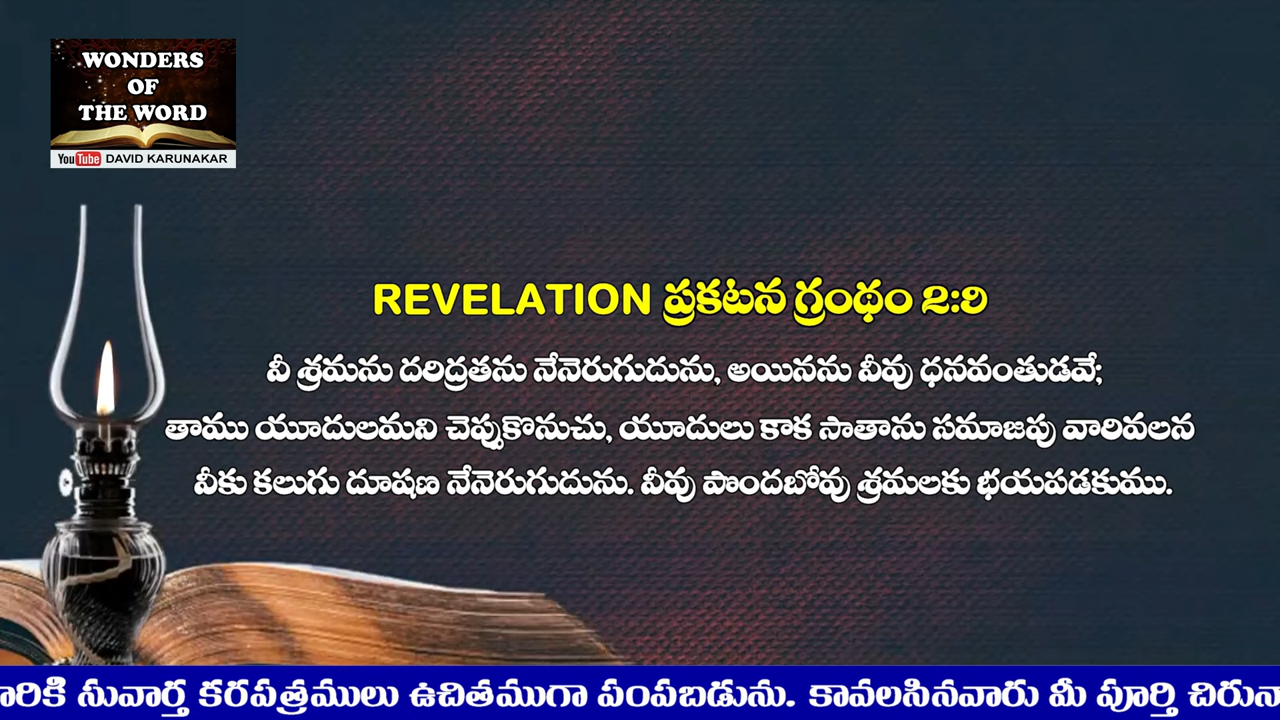 WONDERS
OF
THE WORD
YouTube DAVID KARUNAKAR
REVELATION ప్రకటన గ్రంథం 2:9
నీ శ్రమను దరిద్రతను నేనెరుగుదును, అయినను నీవు ధనవంతుడవే;
తాము యూదులమని చెప్పుకొనుచు, యూదులు కాక సాతాను సమాజపు వారివలన
నీకు కలుగు దూషణ నేనెరుగుదును. నీవు పొందబోవు శ్రమలకు భయపడకుము.
సువార్త కరపత్రములు ఉచితముగా పంపబడును. కావలసినవారు మీ పూర్తి